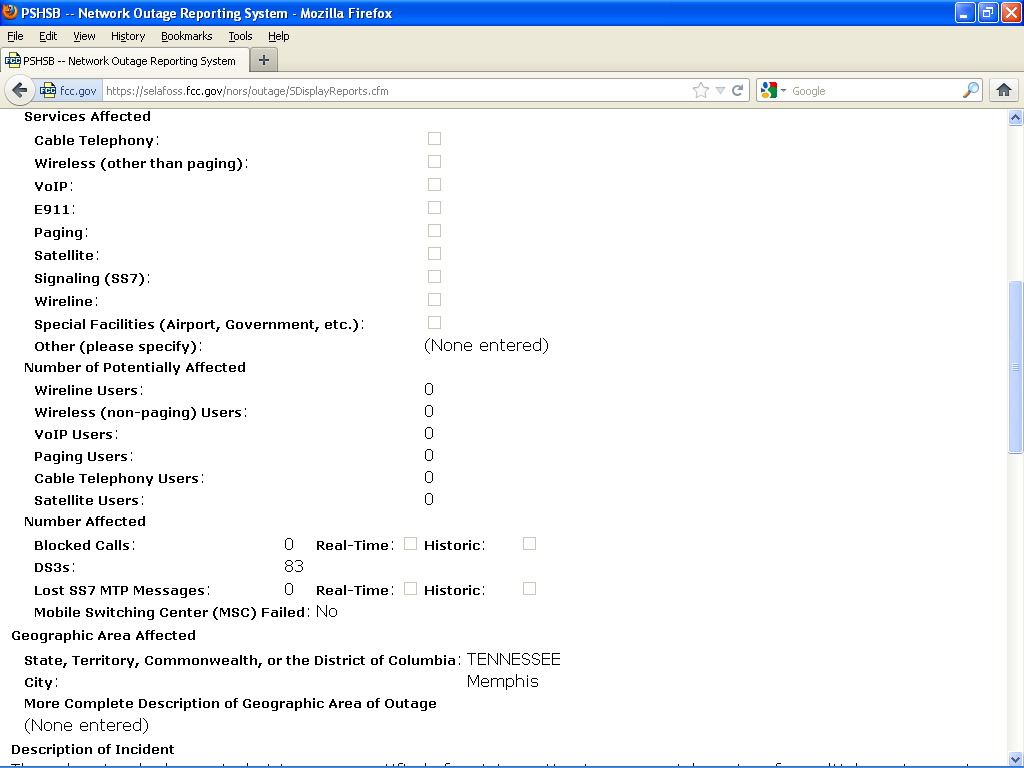 PSHSB -- Network Outage Reporting System - Mozilla Firefox
File Edit View History Bookmarks Tools Help
FCC PSHSB -- Network Outage Reporting System
FCC fcc.gov https://selafoss.fcc.gov/nors/outage/SDisplayReports.cfm Google
Services Affected
Cable Telephony:
Wireless (other than paging):
VoIP:
E911:
Paging:
Satellite:
Signaling (SS7):
Wireline:
Special Facilities (Airport, Government, etc.):
Other (please specify): (None entered)
Number of Potentially Affected
Wireline Users: 0
Wireless (non-paging) Users: 0
VoIP Users: 0
Paging Users: 0
Cable Telephony Users: 0
Satellite Users: 0
Number Affected
Blocked Calls: 0 Real-Time: Historic:
DS3s: 83
Lost SS7 MTP Messages: 0 Real-Time: Historic:
Mobile Switching Center (MSC) Failed: No
Geographic Area Affected
State, Territory, Commonwealth, or the District of Columbia: TENNESSEE
City: Memphis
More Complete Description of Geographic Area of Outage
(None entered)
Description of Incident